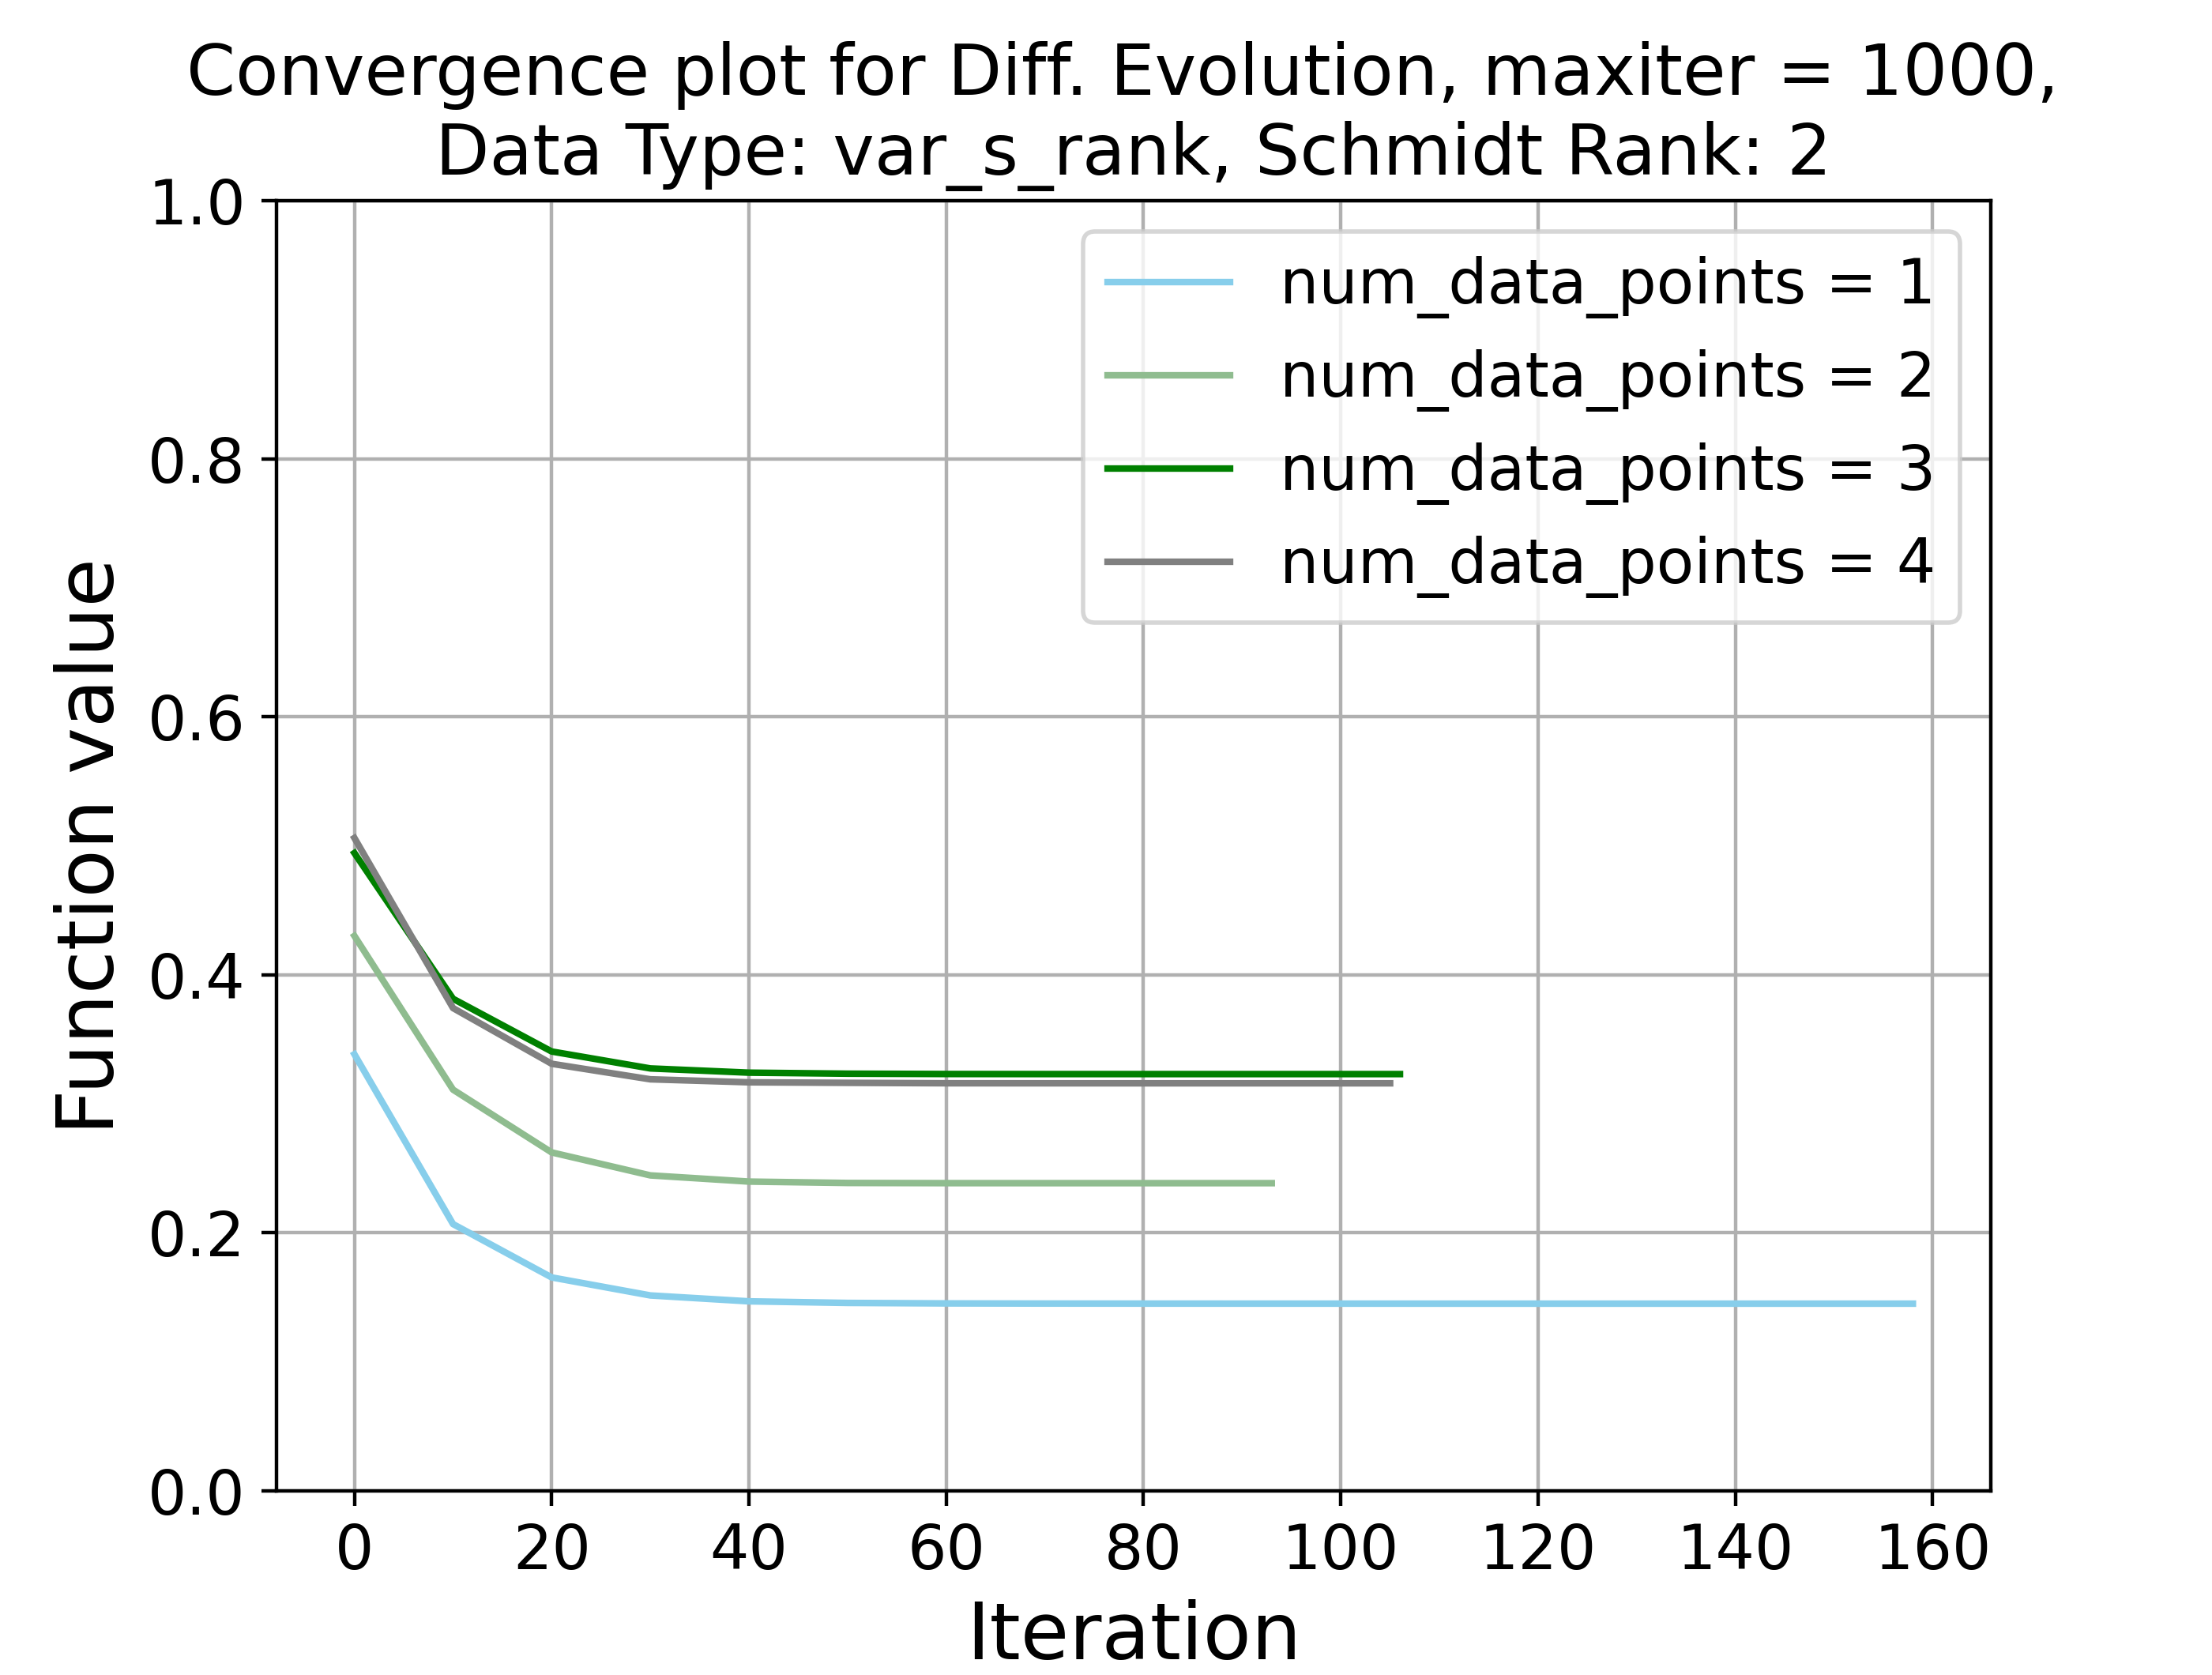 Convergence plot for Diff. Evolution, maxiter = 1000,
Data Type: var_s_rank, Schmidt Rank: 2
1.0
0.8
0.6
0.4
0.2
0.0
Function value
num_data_points = 1
num_data_points = 2
num_data_points = 3
num_data_points = 4
0 20 40 60 80 100 120 140 160
Iteration